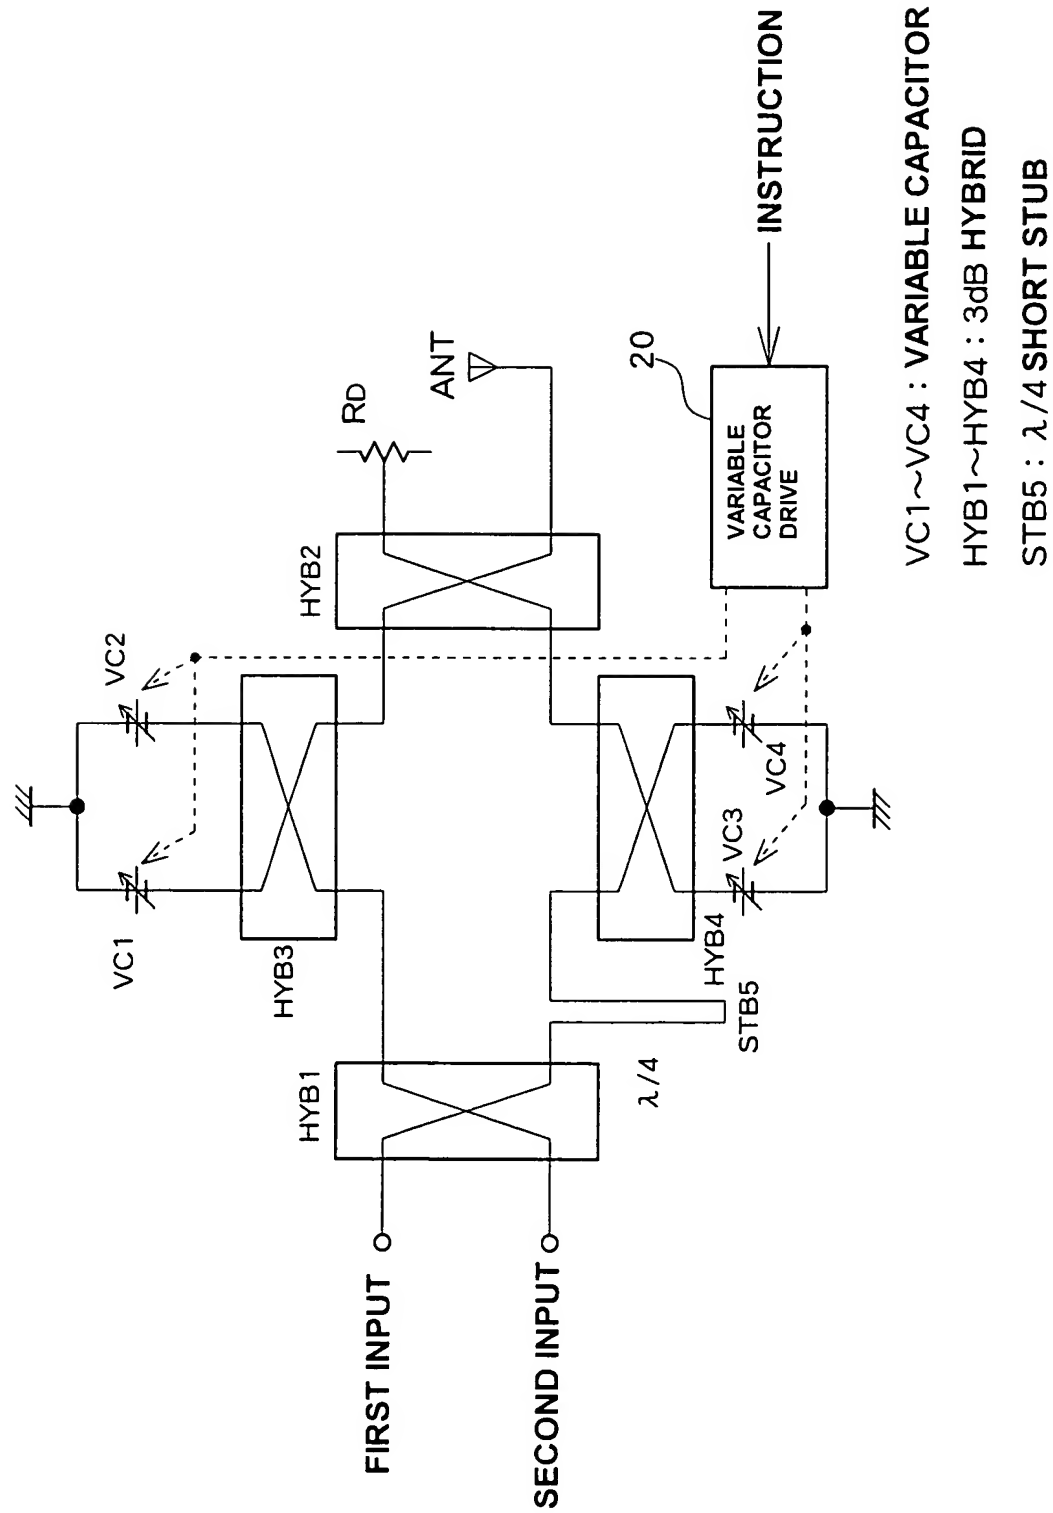 VC1
VC2
HYB3
HYB1
HYB2
RD
ANT
FIRST INPUT
SECOND INPUT
λ/4
STB5
HYB4
VC3
VC4
20
VARIABLE
CAPACITOR
DRIVE
INSTRUCTION
VC1~VC4 : VARIABLE CAPACITOR
HYB1~HYB4 : 3dB HYBRID
STB5 : λ/4 SHORT STUB